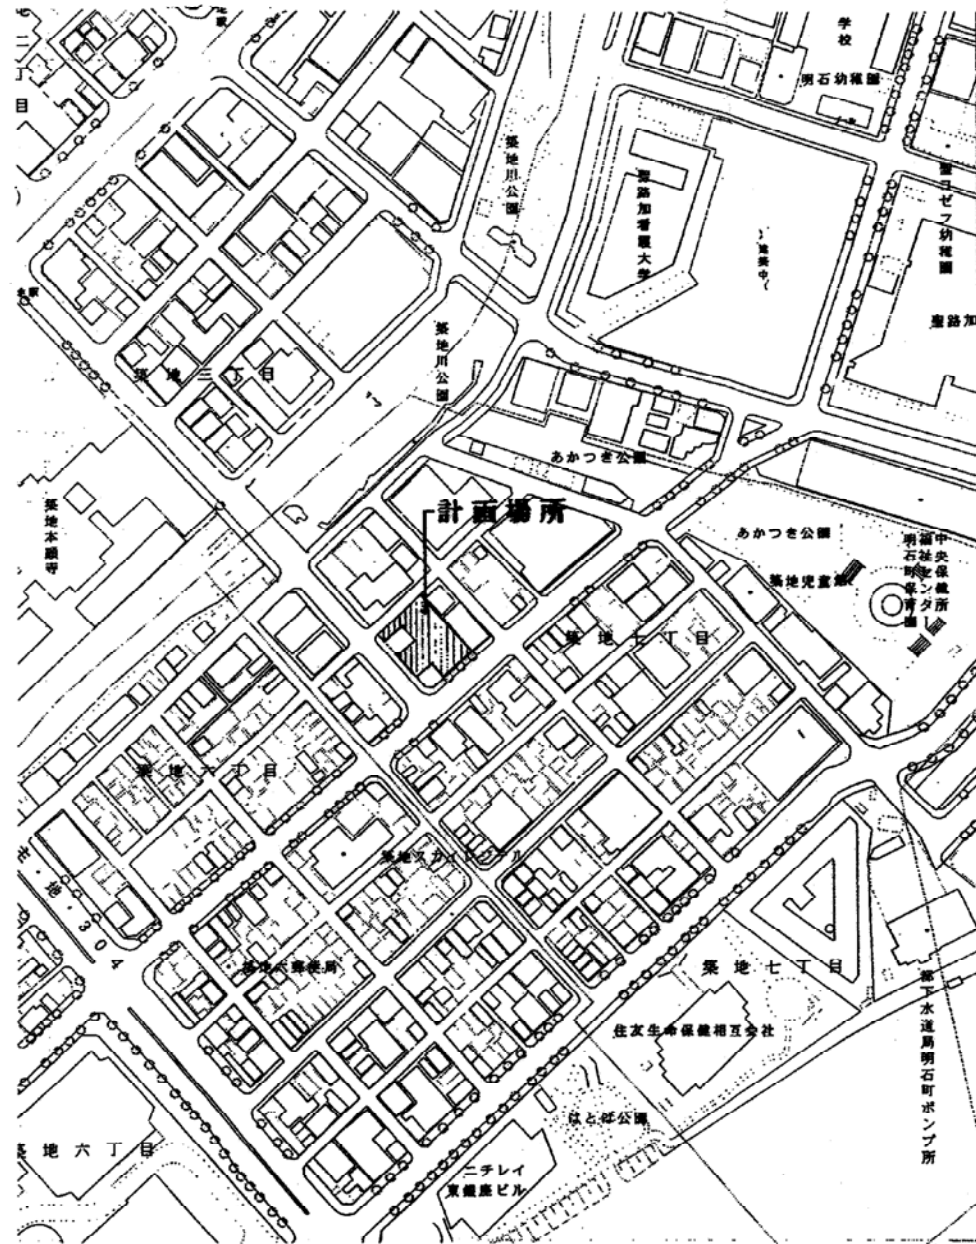 学校
明石幼稚園
築地川公園
聖路加看護大学
建築中
聖ヨゼフ幼稚園
聖路加
築地川公園
築地三丁目
あかつき公園
築地本願寺
計画場所
あかつき公園
築地児童館
中央保健所
福祉センター
明石町保育園
築地七丁目
築地六丁目
築地スカイレジテル
築地六郵便局
築地七丁目
住友生命保健相互会社
都下水道局明石町ポンプ所
はとば公園
築地六丁目
ニチレイ
東銀座ビル